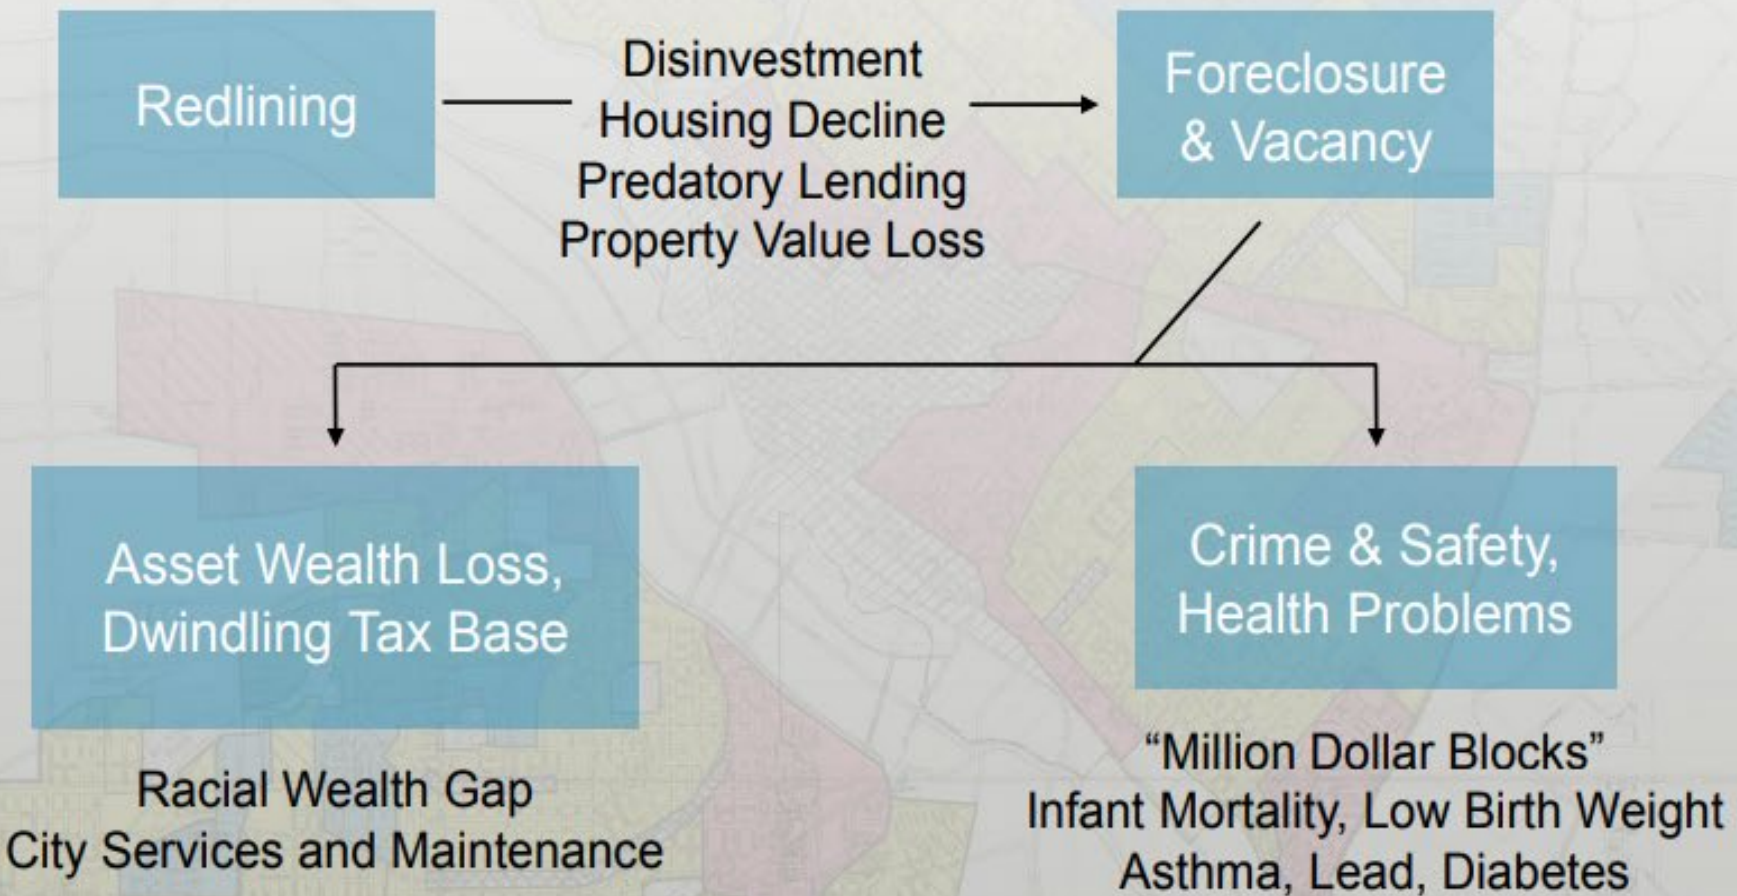 Redlining
Disinvestment
Housing Decline
Predatory Lending
Property Value Loss
Foreclosure
& Vacancy
Asset Wealth Loss,
Dwindling Tax Base
Racial Wealth Gap
City Services and Maintenance
Crime & Safety,
Health Problems
“Million Dollar Blocks”
Infant Mortality, Low Birth Weight
Asthma, Lead, Diabetes